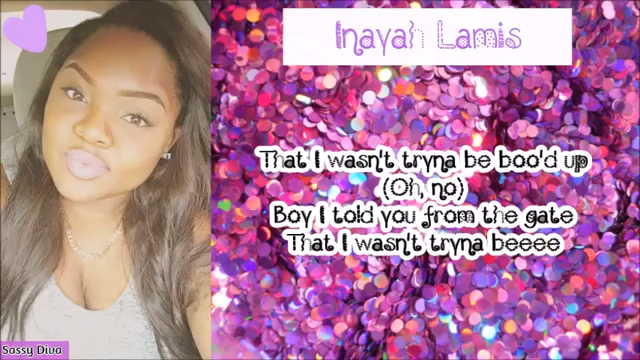 Inayah Lamis
That I wasn't tryna be boo'd up
(Oh, no)
Boy I told you from the gate
That I wasn't tryna beeee
Sassy Diva